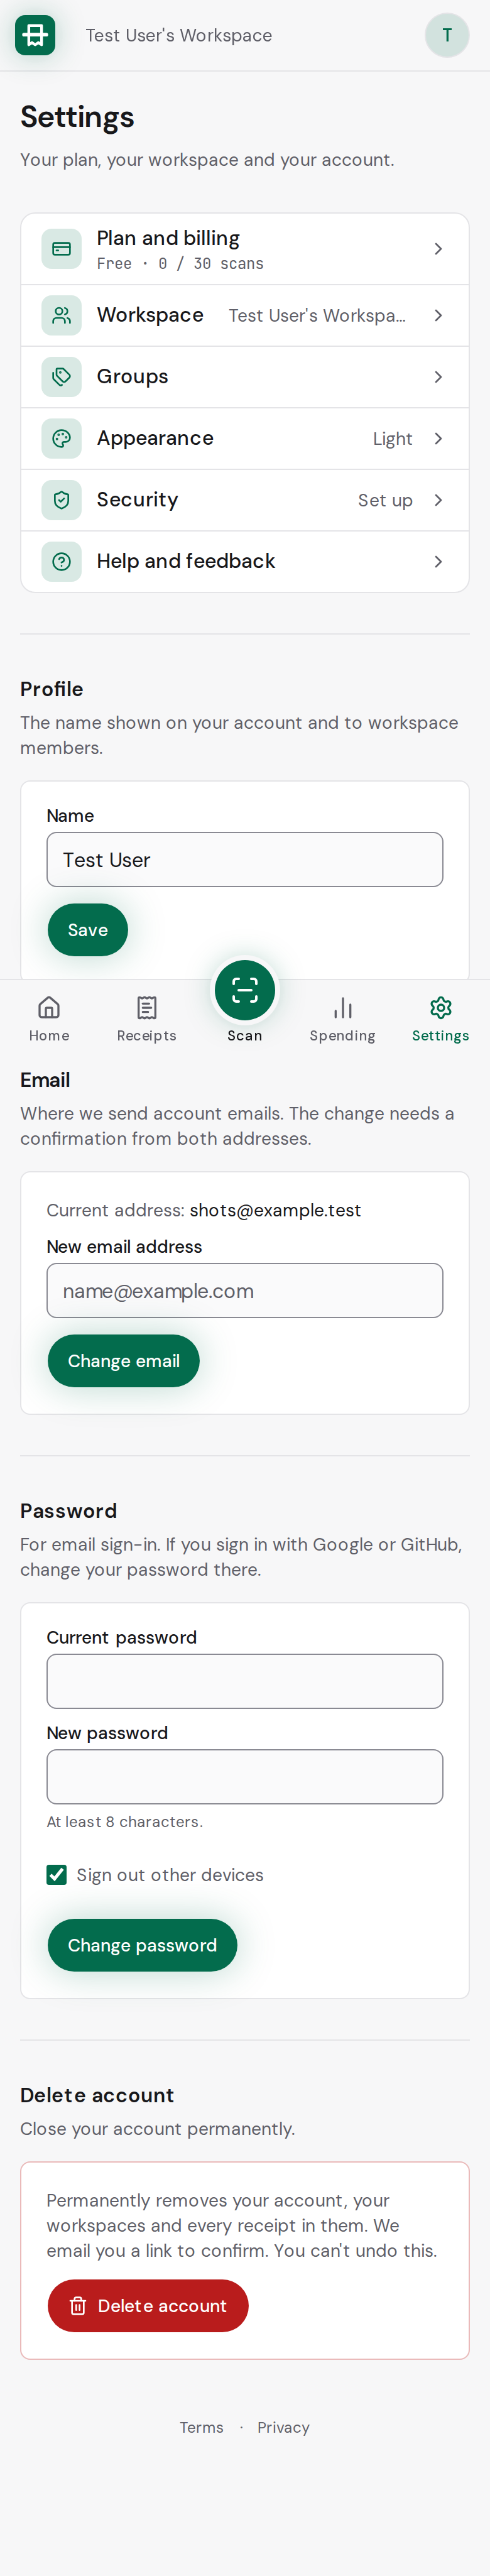 Test User's Workspace
T
Settings
Your plan, your workspace and your account.
Plan and billing
Free · 0 / 30 scans
Workspace Test User's Workspa...
Groups
Appearance Light
Security Set up
Help and feedback
Profile
The name shown on your account and to workspace
members.
Name
Test User
Save
Home Receipts Scan Spending Settings
Email
Where we send account emails. The change needs a
confirmation from both addresses.
Current address: shots@example.test
New email address
name@example.com
Change email
Password
For email sign-in. If you sign in with Google or GitHub,
change your password there.
Current password
New password
At least 8 characters.
Sign out other devices
Change password
Delete account
Close your account permanently.
Permanently removes your account, your
workspaces and every receipt in them. We
email you a link to confirm. You can't undo this.
Delete account
Terms · Privacy